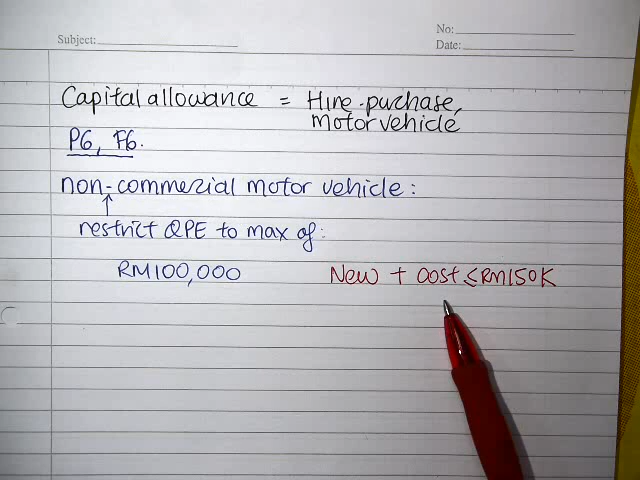 No:
Subject:
Date:
Capital allowance = Hire-purchase,
motor vehicle
P6, F6.
non-commerial motor vehicle:
restrict QPE to max of:
RM100,000 New + cost ≤ RM150K